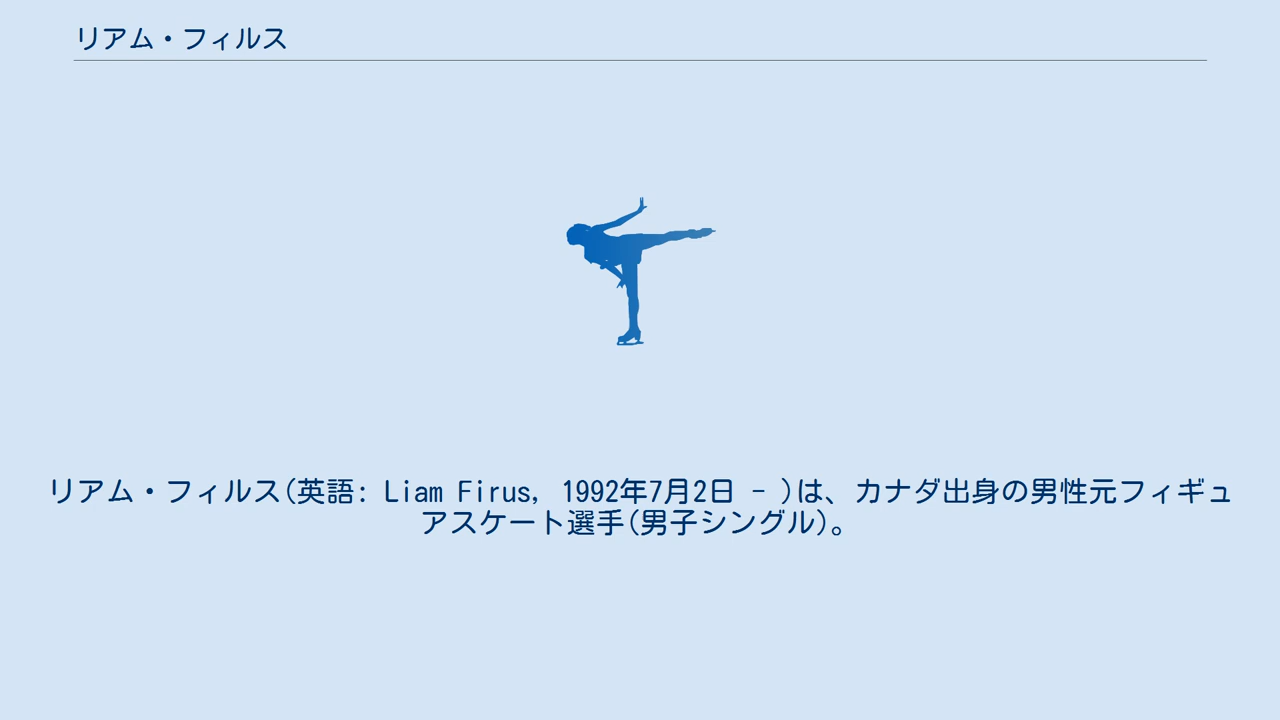 リアム・フィルス
リアム・フィルス(英語: Liam Firus, 1992年7月2日 - )は、カナダ出身の男性元フィギュ
アスケート選手(男子シングル)。